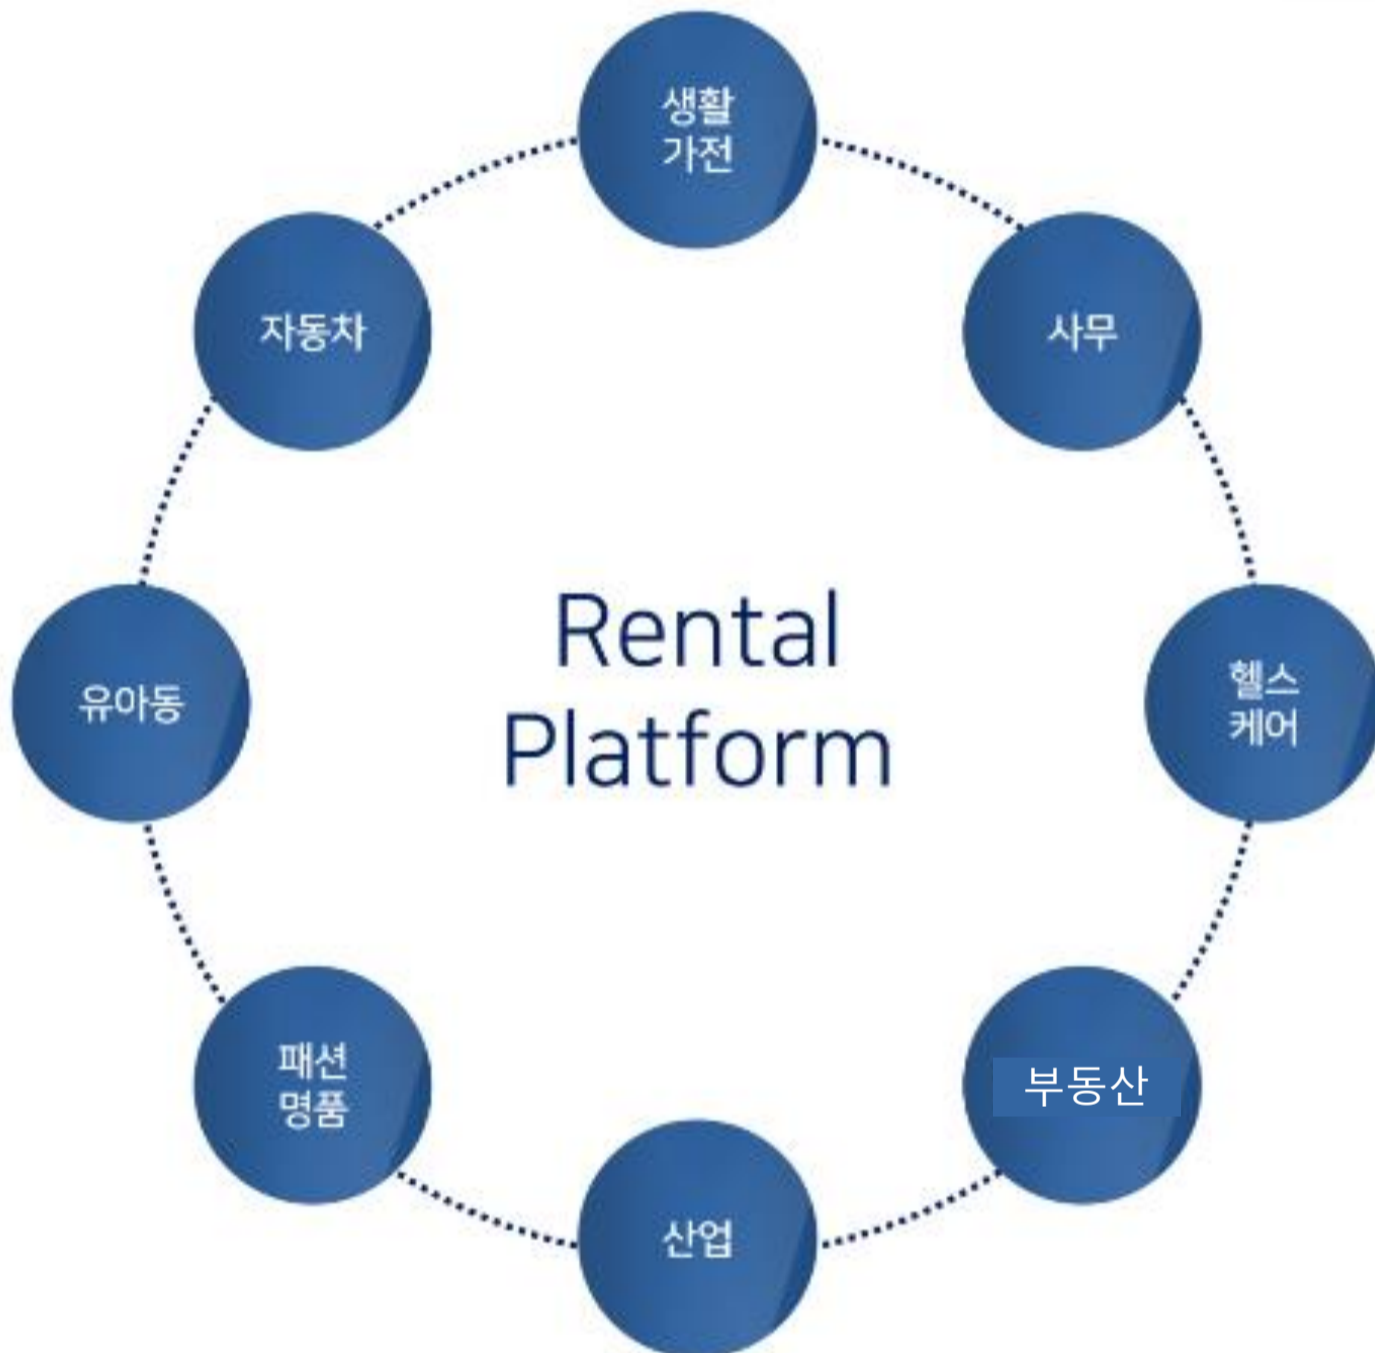 생활
가전
자동차
사무
Rental
Platform
유아동
헬스
케어
패션
명품
부동산
산업